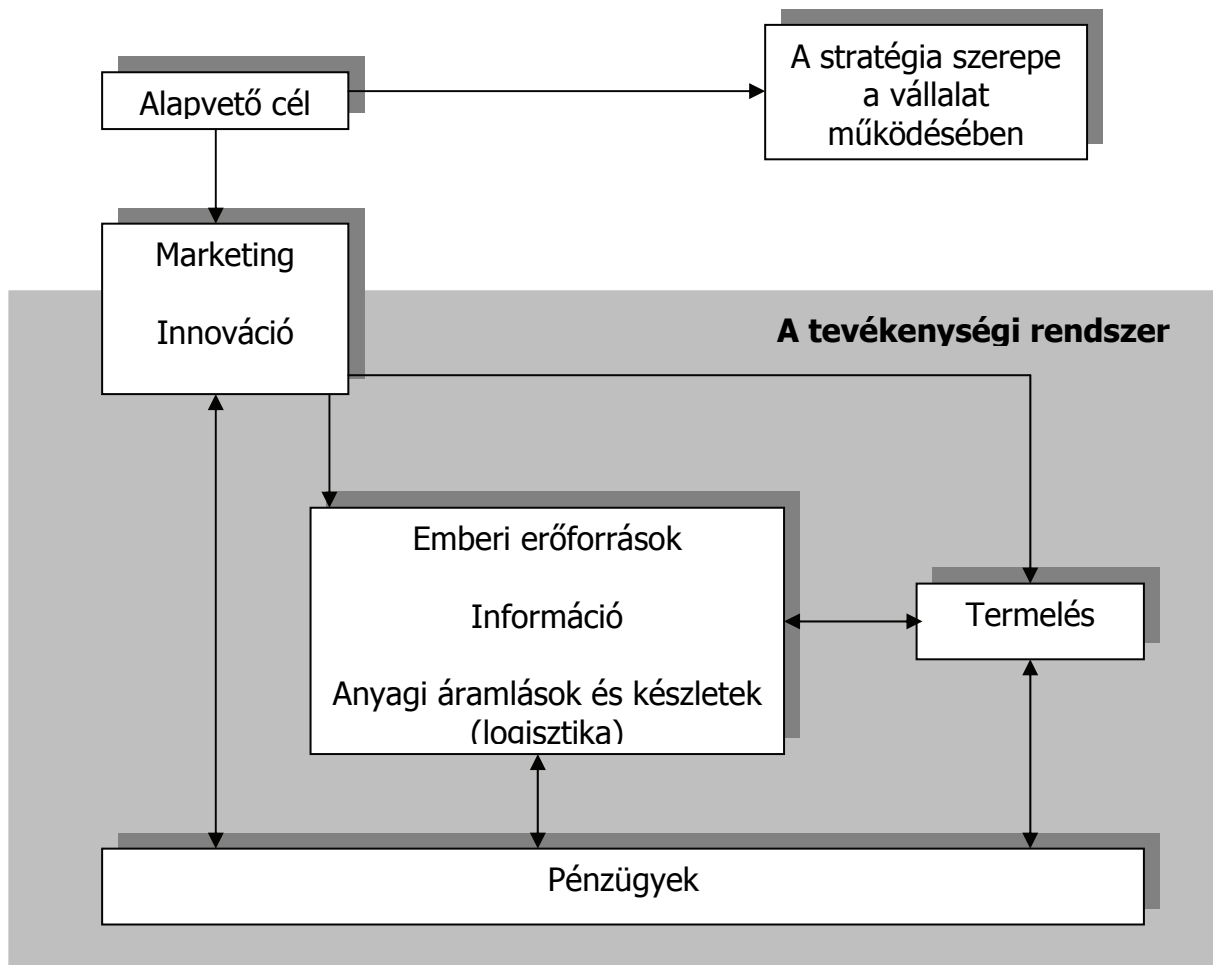 A stratégia szerepe
a vállalat
működésében
Alapvető cél
Marketing
Innováció
A tevékenységi rendszer
Emberi erőforrások
Információ
Anyagi áramlások és készletek
(logisztika)
Termelés
Pénzügyek